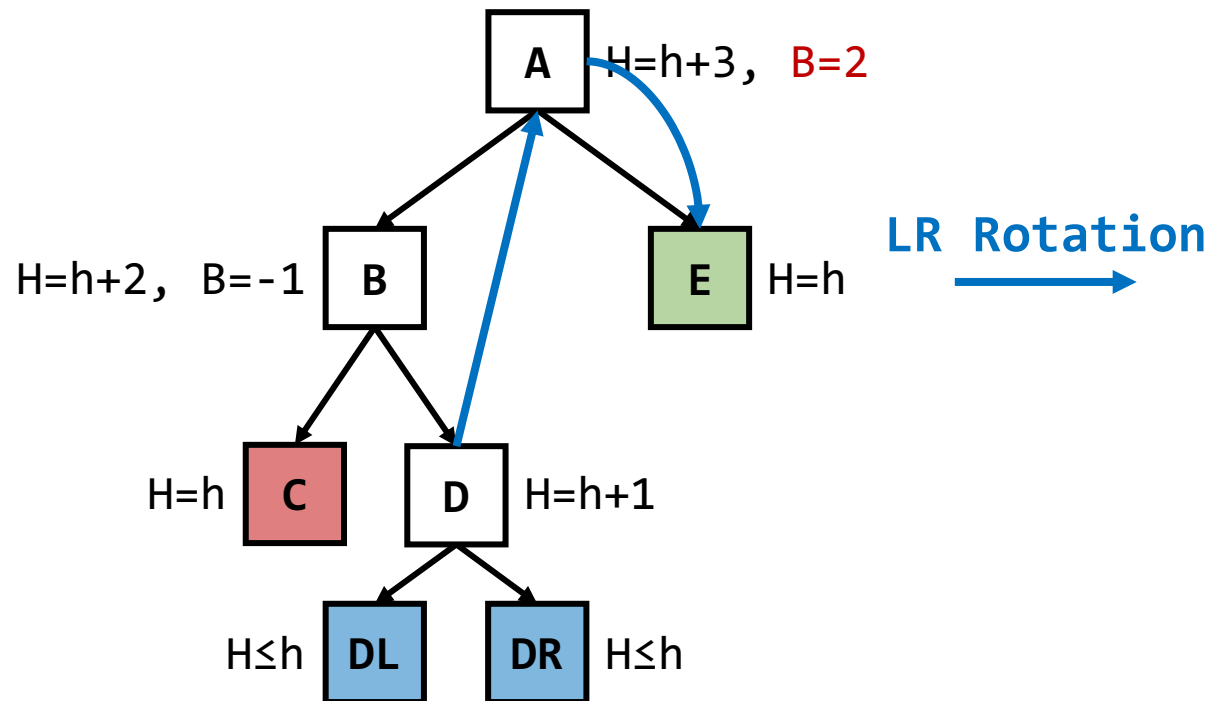 A H=h+3, B=2
LR Rotation
H=h+2, B=-1 B E H=h
H=h C D H=h+1
H≤h DL DR H≤h